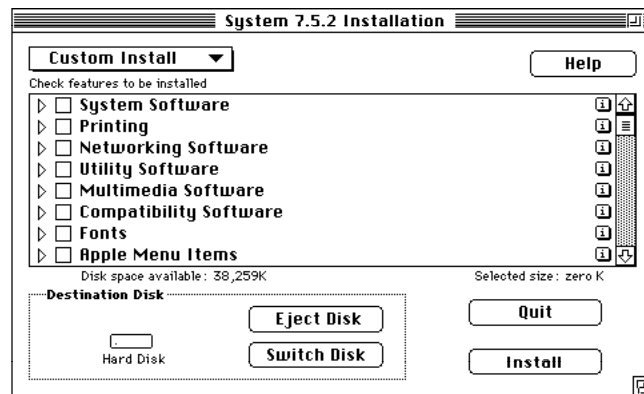 System 7.5.2 Installation
Custom Install
Help
Check features to be installed
System Software
Printing
Networking Software
Utility Software
Multimedia Software
Compatibility Software
Fonts
Apple Menu Items
Disk space available: 38,259K Selected size: zero K
Destination Disk
Eject Disk
Quit
Hard Disk
Switch Disk
Install